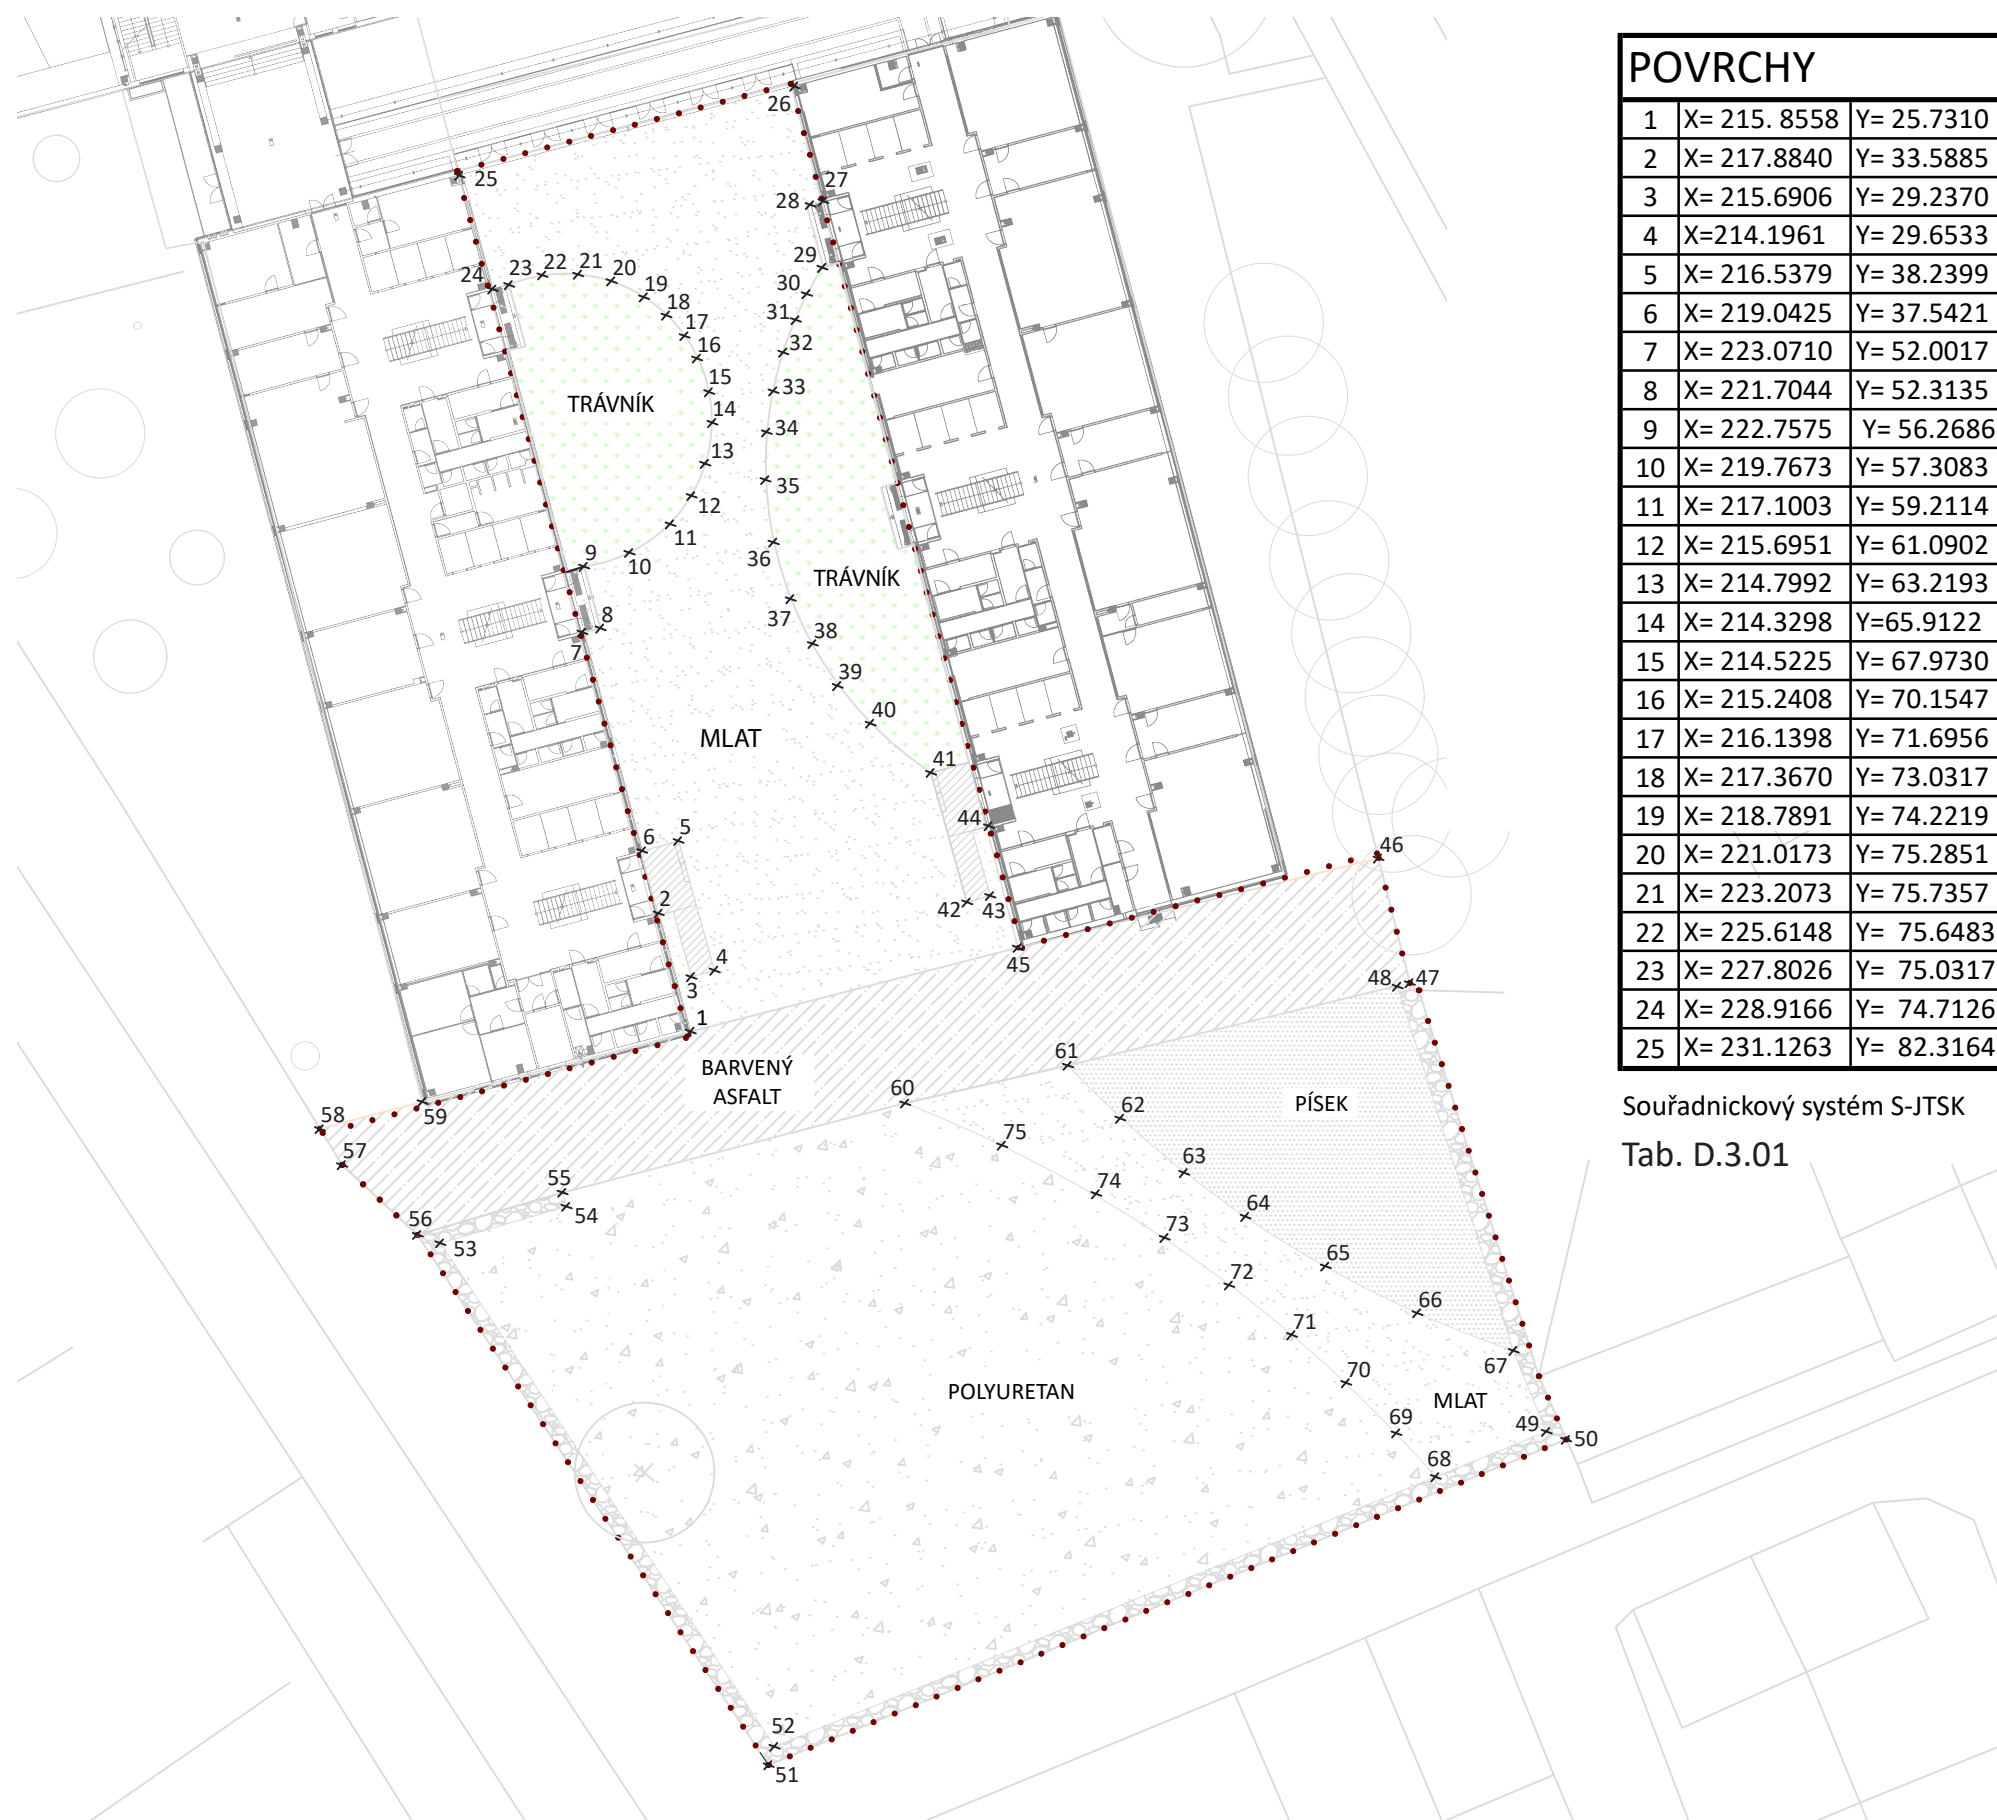 POVRCHY
1 X= 215. 8558 Y= 25.7310
2 X= 217.8840 Y= 33.5885
3 X= 215.6906 Y= 29.2370
4 X=214.1961 Y= 29.6533
5 X= 216.5379 Y= 38.2399
6 X= 219.0425 Y= 37.5421
7 X= 223.0710 Y= 52.0017
8 X= 221.7044 Y= 52.3135
9 X= 222.7575 Y= 56.2686
10 X= 219.7673 Y= 57.3083
11 X= 217.1003 Y= 59.2114
12 X= 215.6951 Y= 61.0902
13 X= 214.7992 Y= 63.2193
14 X= 214.3298 Y=65.9122
15 X= 214.5225 Y= 67.9730
16 X= 215.2408 Y= 70.1547
17 X= 216.1398 Y= 71.6956
18 X= 217.3670 Y= 73.0317
19 X= 218.7891 Y= 74.2219
20 X= 221.0173 Y= 75.2851
21 X= 223.2073 Y= 75.7357
22 X= 225.6148 Y= 75.6483
23 X= 227.8026 Y= 75.0317
24 X= 228.9166 Y= 74.7126
25 X= 231.1263 Y= 82.3164
Souřadnickový systém S-JTSK
Tab. D.3.01
26
25
27
28
29
24
23
22
21
20
19
18
17
16
15
14
13
12
11
10
9
8
7
30
31
32
33
34
35
36
37
38
39
40
41
TRÁVNÍK
TRÁVNÍK
MLAT
6
5
2
4
3
1
44
42
43
45
46
48
47
BARVENÝ
ASFALT
61
60
62
PÍSEK
58
59
57
55
54
56
53
75
63
74
64
73
65
72
66
71
67
70
POLYURETAN
MLAT
69
49
50
68
52
51